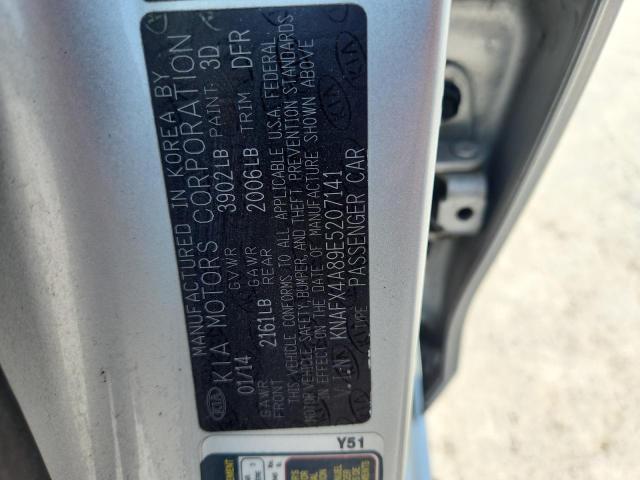 MANUFACTURED IN KOREA BY
KIA MOTORS CORPORATION
01/14 GVWR 3902LB PAINT: 3D
GAWR FRONT 2161LB GAWR REAR 2006LB TRIM DFR
THIS VEHICLE CONFORMS TO ALL APPLICABLE U.S.A. FEDERAL
MOTOR VEHICLE SAFETY, BUMPER, AND THEFT PREVENTION STANDARDS
IN EFFECT ON THE DATE OF MANUFACTURE SHOWN ABOVE
V.I.N KNAFX4A89E5207141
TYPE PASSENGER CAR
KIA
Y51